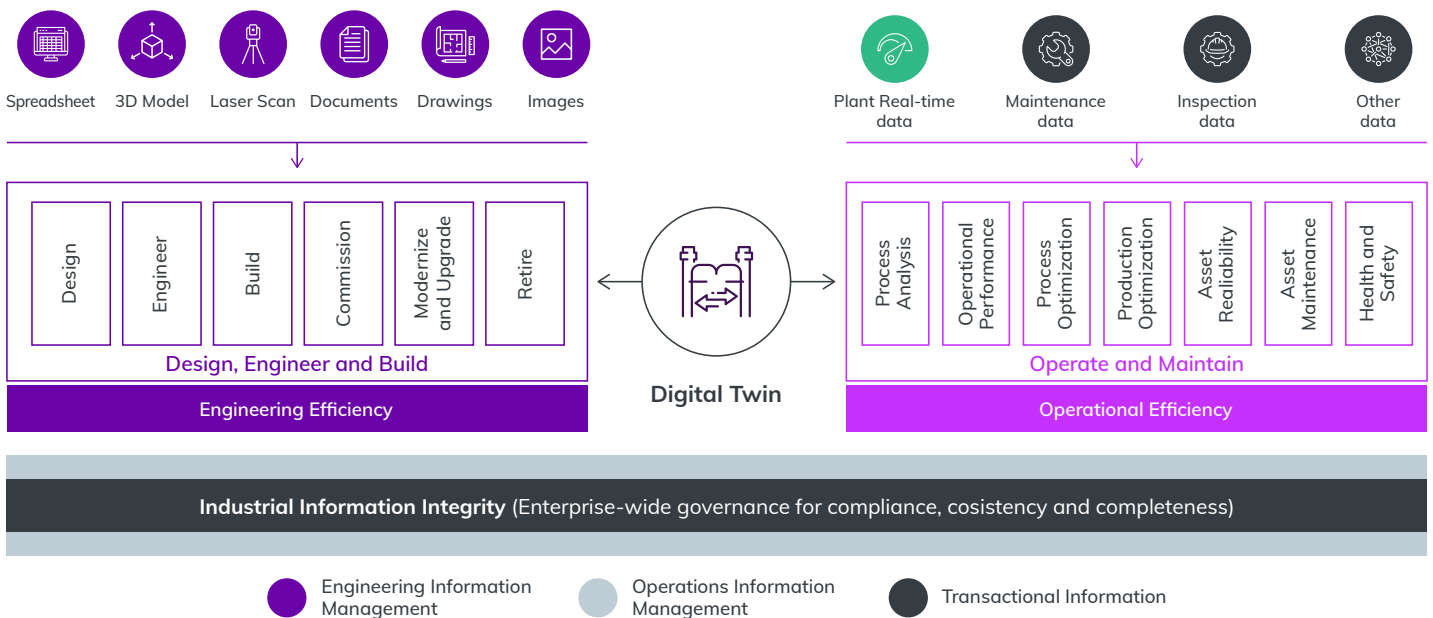 Spreadsheet
3D Model
Laser Scan
Documents
Drawings
Images
Plant Real-time
data
Maintenance
data
Inspection
data
Other
data
Design
Engineer
Build
Commission
Modernize
and Upgrade
Retire
Design, Engineer and Build
Engineering Efficiency
Digital Twin
Process
Analysis
Operational
Performance
Process
Optimization
Production
Optimization
Asset
Realiability
Asset
Maintenance
Health and
Safety
Operate and Maintain
Operational Efficiency
Industrial Information Integrity (Enterprise-wide governance for compliance, cosistency and completeness)
Engineering Information
Management
Operations Information
Management
Transactional Information